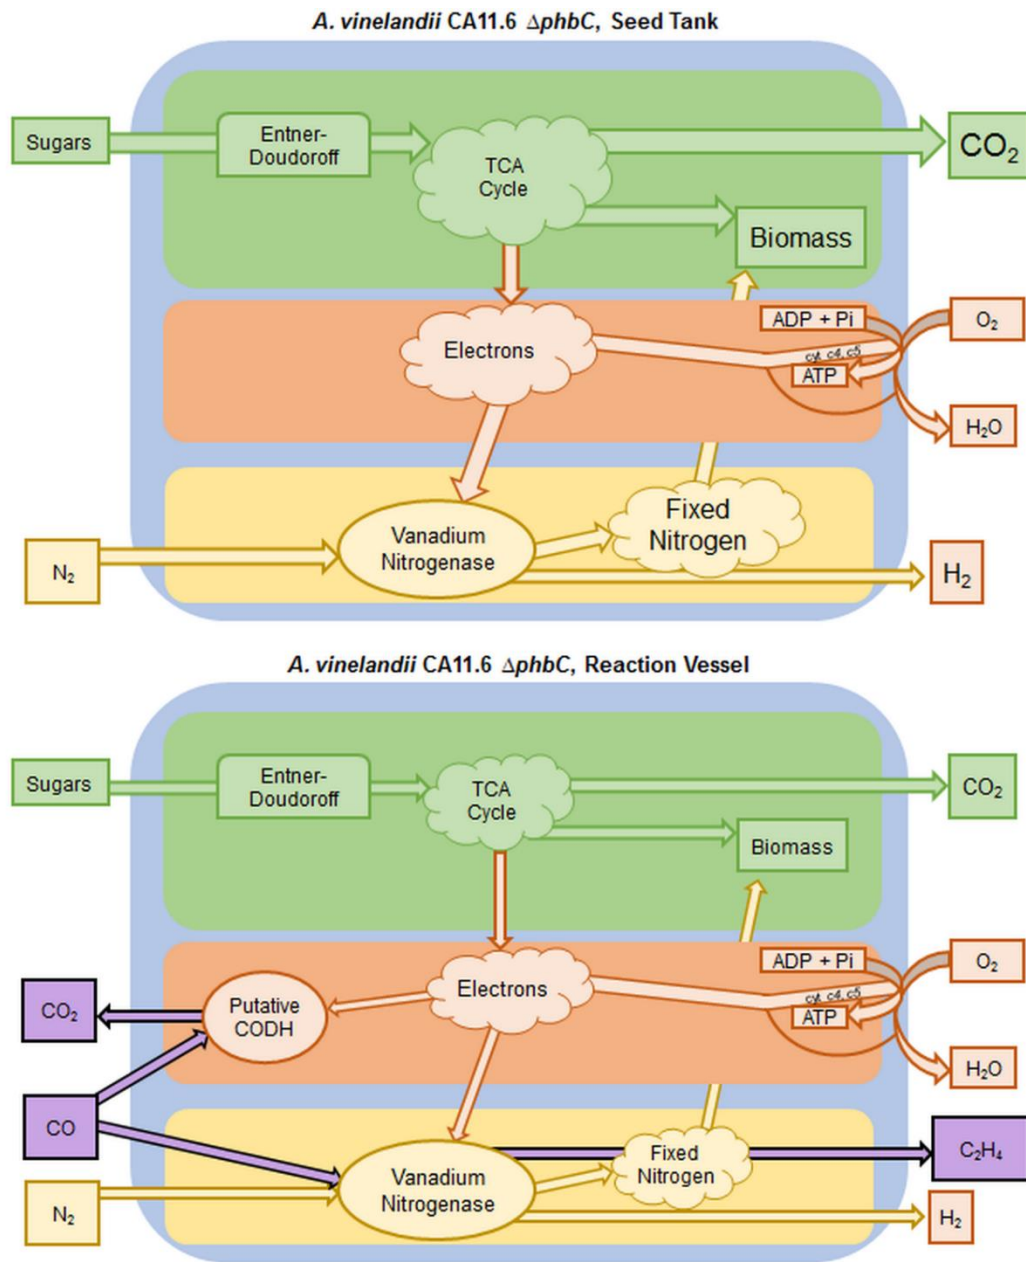 A. vinelandii CA11.6 ΔphbC, Seed Tank
Sugars
Entner-
Doudoroff
TCA
Cycle
CO₂
Biomass
Electrons
ADP + Pi
cyt. c4, c5
ATP
O₂
H₂O
N₂
Vanadium
Nitrogenase
Fixed
Nitrogen
H₂
A. vinelandii CA11.6 ΔphbC, Reaction Vessel
Sugars
Entner-
Doudoroff
TCA
Cycle
CO₂
Biomass
CO₂
Putative
CODH
Electrons
ADP + Pi
cyt. c4, c5
ATP
O₂
H₂O
CO
N₂
Vanadium
Nitrogenase
Fixed
Nitrogen
C₂H₄
H₂